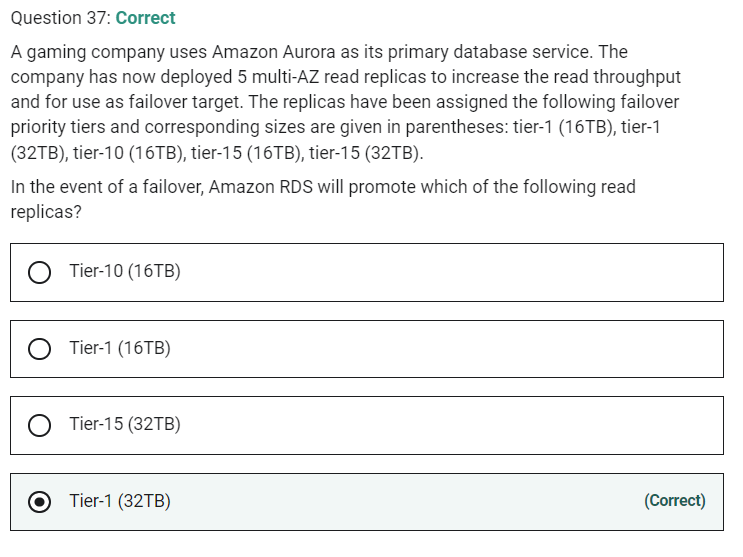 Question 37: Correct
A gaming company uses Amazon Aurora as its primary database service. The
company has now deployed 5 multi-AZ read replicas to increase the read throughput
and for use as failover target. The replicas have been assigned the following failover
priority tiers and corresponding sizes are given in parentheses: tier-1 (16TB), tier-1
(32TB), tier-10 (16TB), tier-15 (16TB), tier-15 (32TB).
In the event of a failover, Amazon RDS will promote which of the following read
replicas?
Tier-10 (16TB)
Tier-1 (16TB)
Tier-15 (32TB)
Tier-1 (32TB) (Correct)